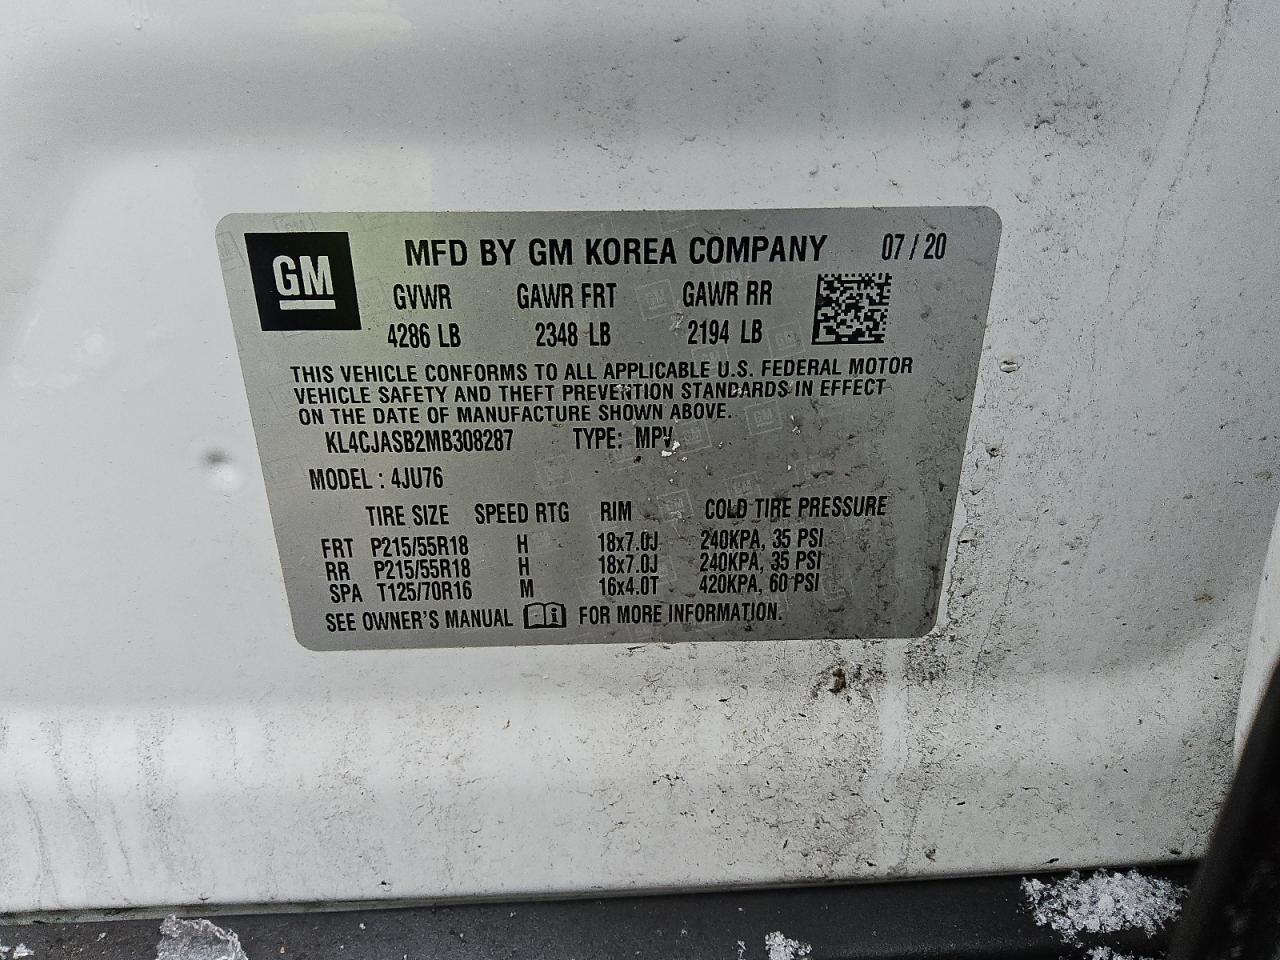 GM MFD BY GM KOREA COMPANY 07 / 20
GVWR GAWR FRT GAWR RR
4286 LB 2348 LB 2194 LB
THIS VEHICLE CONFORMS TO ALL APPLICABLE U.S. FEDERAL MOTOR
VEHICLE SAFETY AND THEFT PREVENTION STANDARDS IN EFFECT
ON THE DATE OF MANUFACTURE SHOWN ABOVE.
KL4CJASB2MB308287 TYPE: MPV
MODEL : 4JU76
TIRE SIZE SPEED RTG RIM COLD TIRE PRESSURE
FRT P215/55R18 H 18x7.0J 240KPA, 35 PSI
RR P215/55R18 H 18x7.0J 240KPA, 35 PSI
SPA T125/70R16 M 16x4.0T 420KPA, 60 PSI
SEE OWNER'S MANUAL FOR MORE INFORMATION.